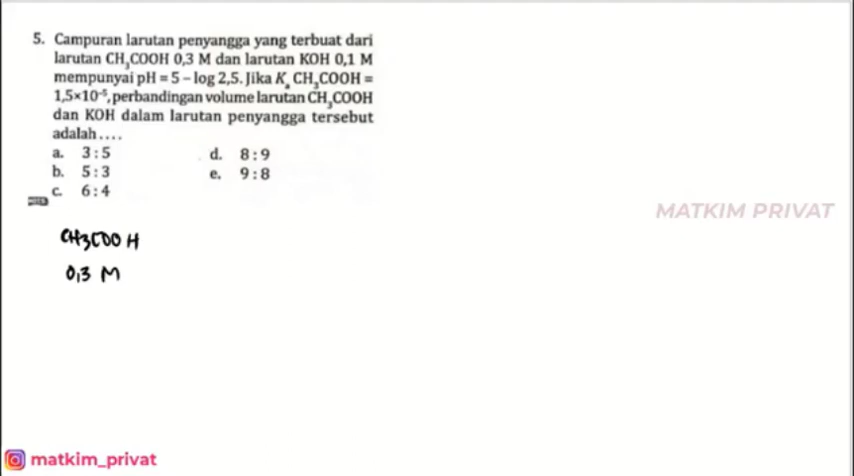 5. Campuran larutan penyangga yang terbuat dari
larutan CH₃COOH 0,3 M dan larutan KOH 0,1 M
mempunyai pH = 5 – log 2,5. Jika Kₐ CH₃COOH =
1,5×10⁻⁵, perbandingan volume larutan CH₃COOH
dan KOH dalam larutan penyangga tersebut
adalah ....
a. 3 : 5
b. 5 : 3
c. 6 : 4
d. 8 : 9
e. 9 : 8
CH3COOH
0,3 M
MATKIM PRIVAT
matkim_privat